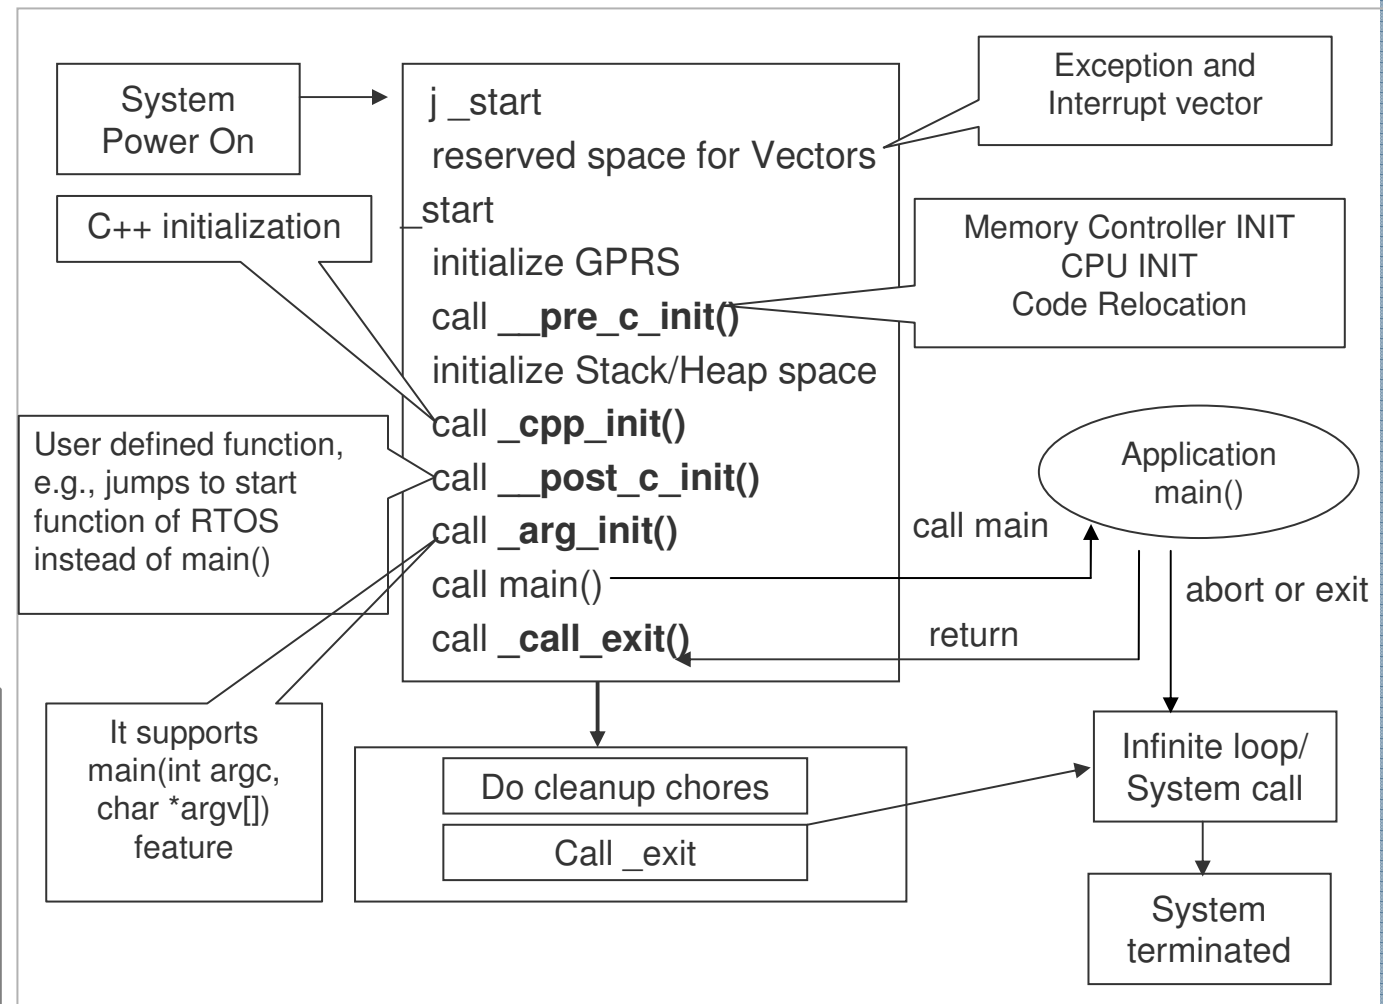 System
Power On
j _start
reserved space for Vectors
Exception and
Interrupt vector
C++ initialization
_start
initialize GPRS
call __pre_c_init()
Memory Controller INIT
CPU INIT
Code Relocation
initialize Stack/Heap space
call _cpp_init()
User defined function,
e.g., jumps to start
function of RTOS
instead of main()
call __post_c_init()
call _arg_init()
call main()
call _call_exit()
call main
Application
main()
return
abort or exit
It supports
main(int argc,
char *argv[])
feature
Do cleanup chores
Call _exit
Infinite loop/
System call
System
terminated